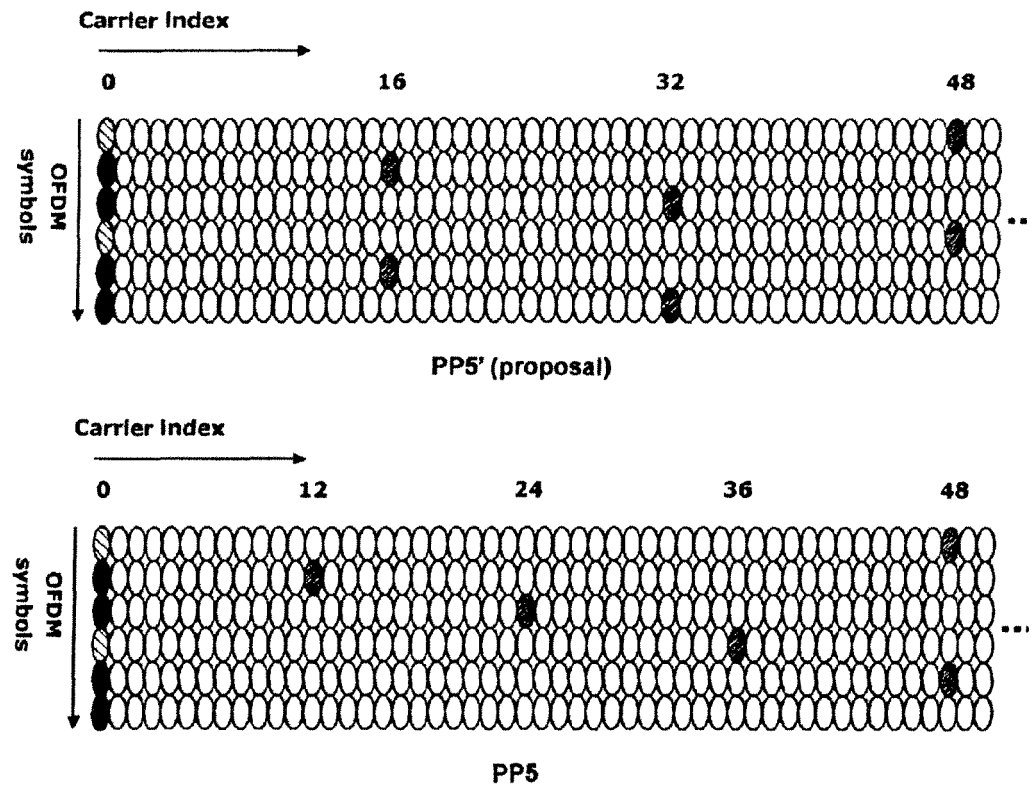 Carrier Index
0 16 32 48
OFDM
symbols
...
PP5' (proposal)
Carrier Index
0 12 24 36 48
OFDM
symbols
...
PP5